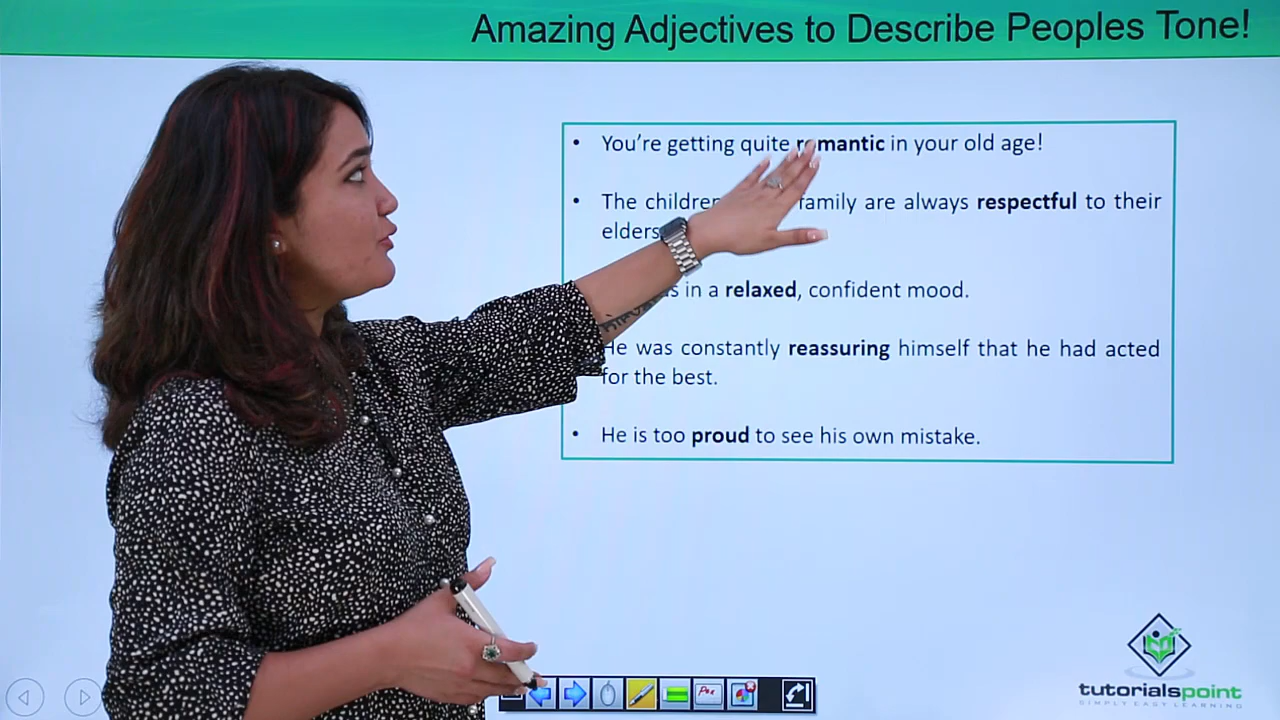 Amazing Adjectives to Describe Peoples Tone!
• You're getting quite romantic in your old age!
• The family are always respectful to their
elders
in a relaxed, confident mood.
He was constantly reassuring himself that he had acted
for the best.
• He is too proud to see his own mistake.
tutorialspoint
SIMPLY EASY LEARNING